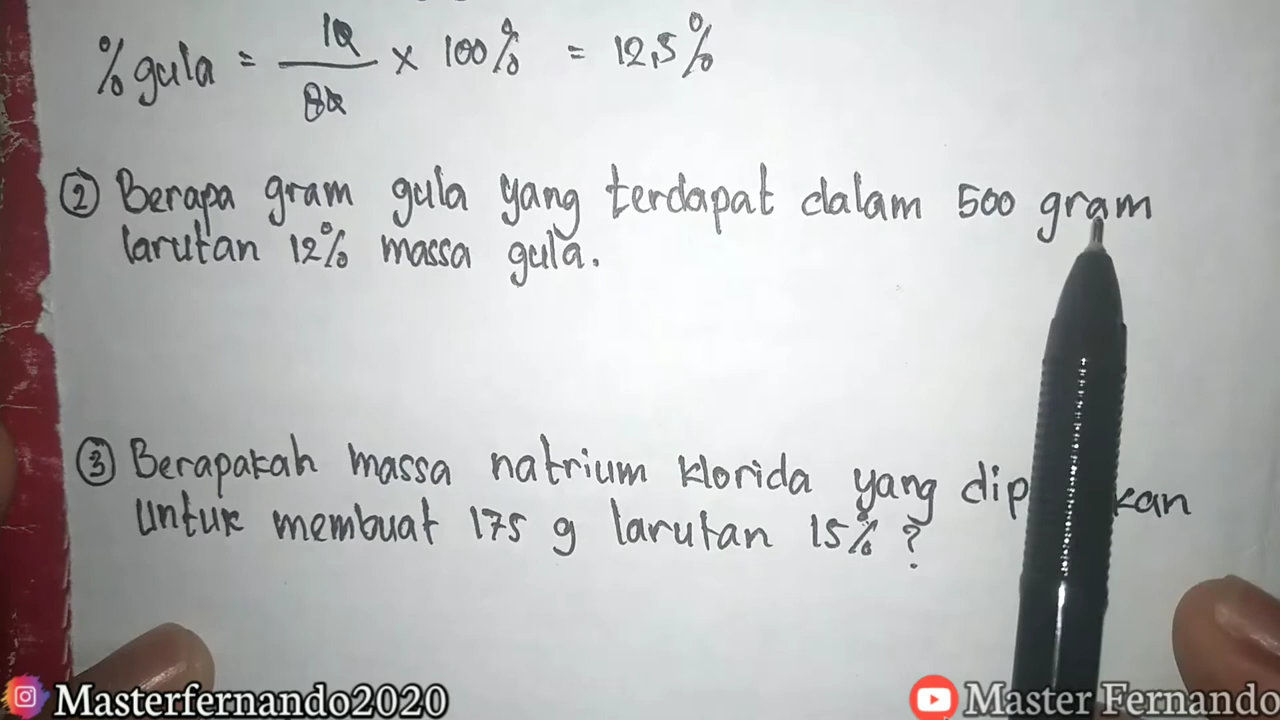 % gula = 10/80 × 100% = 12,5%
② Berapa gram gula yang terdapat dalam 500 gram
larutan 12% massa gula.
③ Berapakah massa natrium klorida yang
untuk membuat 175 g larutan 15% ?
Masterfernando2020
Master Fernando